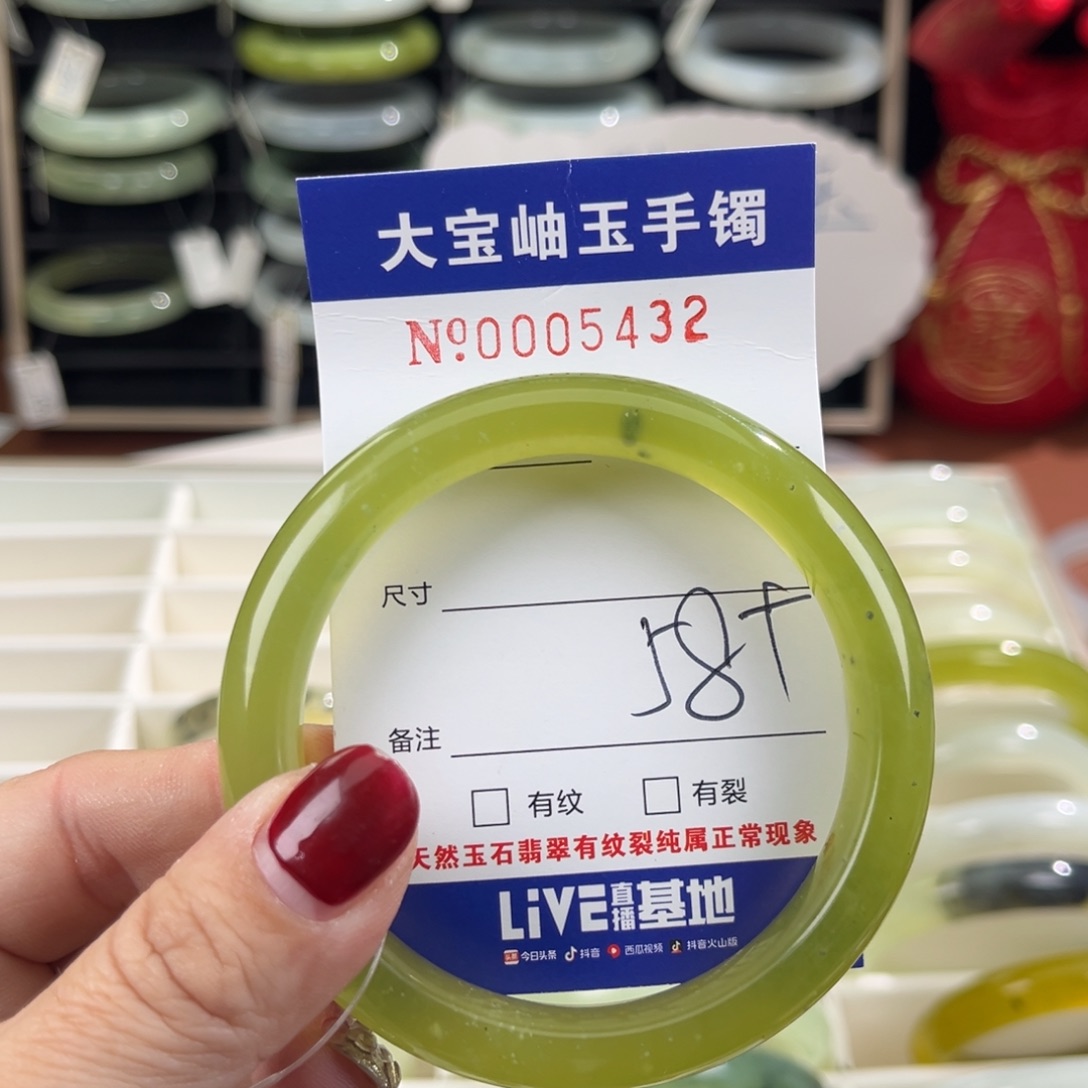 大宝岫玉手镯
№0005432
尺寸
58+
备注
有纹 有裂
天然玉石翡翠有纹裂纯属正常现象
LiVE直播基地
头条 今日头条 抖音 西瓜视频 抖音火山版